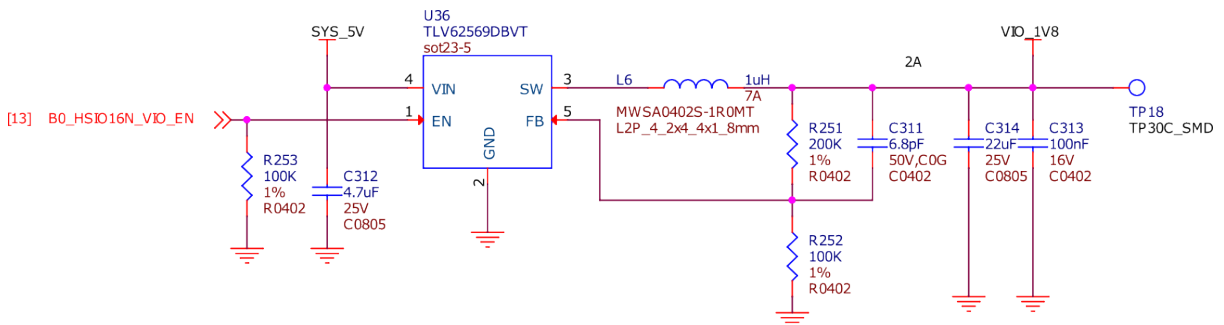 U36
TLV62569DBVT
sot23-5
SYS_5V
VIO_1V8
2A
4
VIN
SW
3
L6
1uH
7A
MWSA0402S-1R0MT
L2P_4_2x4_4x1_8mm
TP18
TP30C_SMD
[13] B0_HSIO16N_VIO_EN
1
EN
FB
5
GND
2
R253
100K
1%
R0402
C312
4.7uF
25V
C0805
R251
200K
1%
R0402
C311
6.8pF
50V,C0G
C0402
C314
22uF
25V
C0805
C313
100nF
16V
C0402
R252
100K
1%
R0402